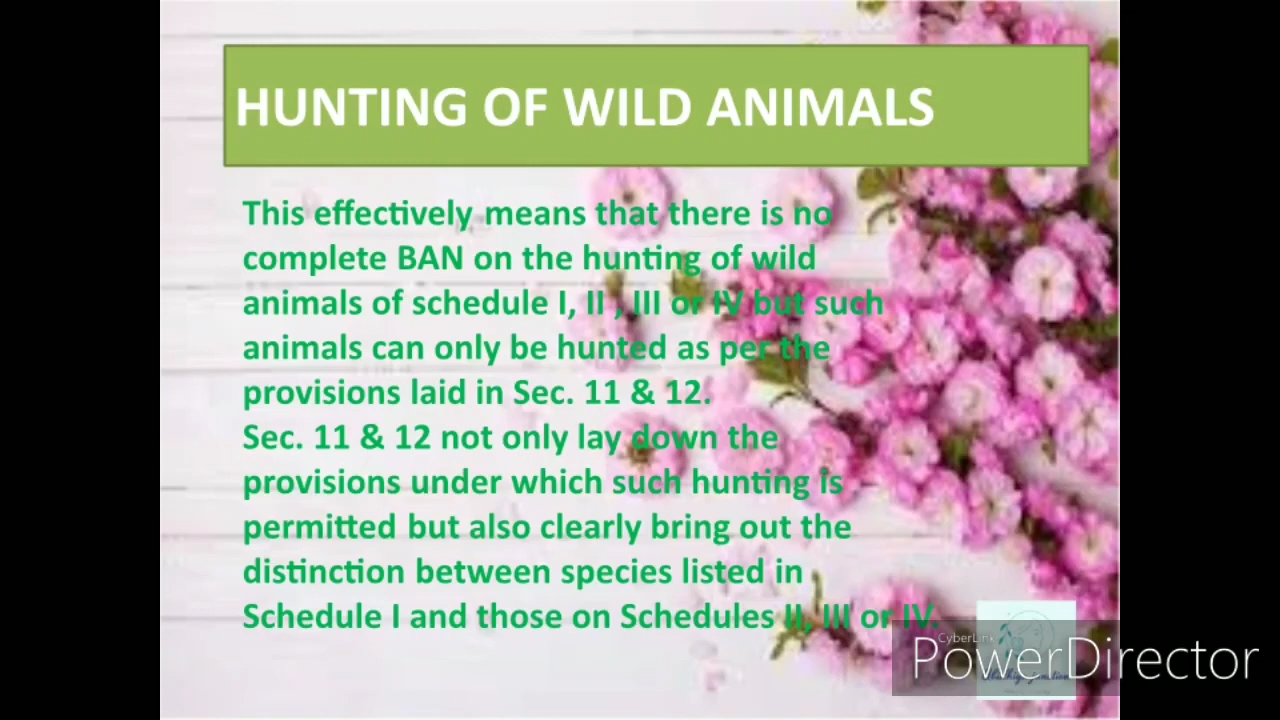 HUNTING OF WILD ANIMALS
This effectively means that there is no
complete BAN on the hunting of wild
animals of schedule I, II , III or IV but such
animals can only be hunted as per the
provisions laid in Sec. 11 & 12.
Sec. 11 & 12 not only lay down the
provisions under which such hunting is
permitted but also clearly bring out the
distinction between species listed in
Schedule I and those on Schedules II, III or IV.
CyberLink
PowerDirector